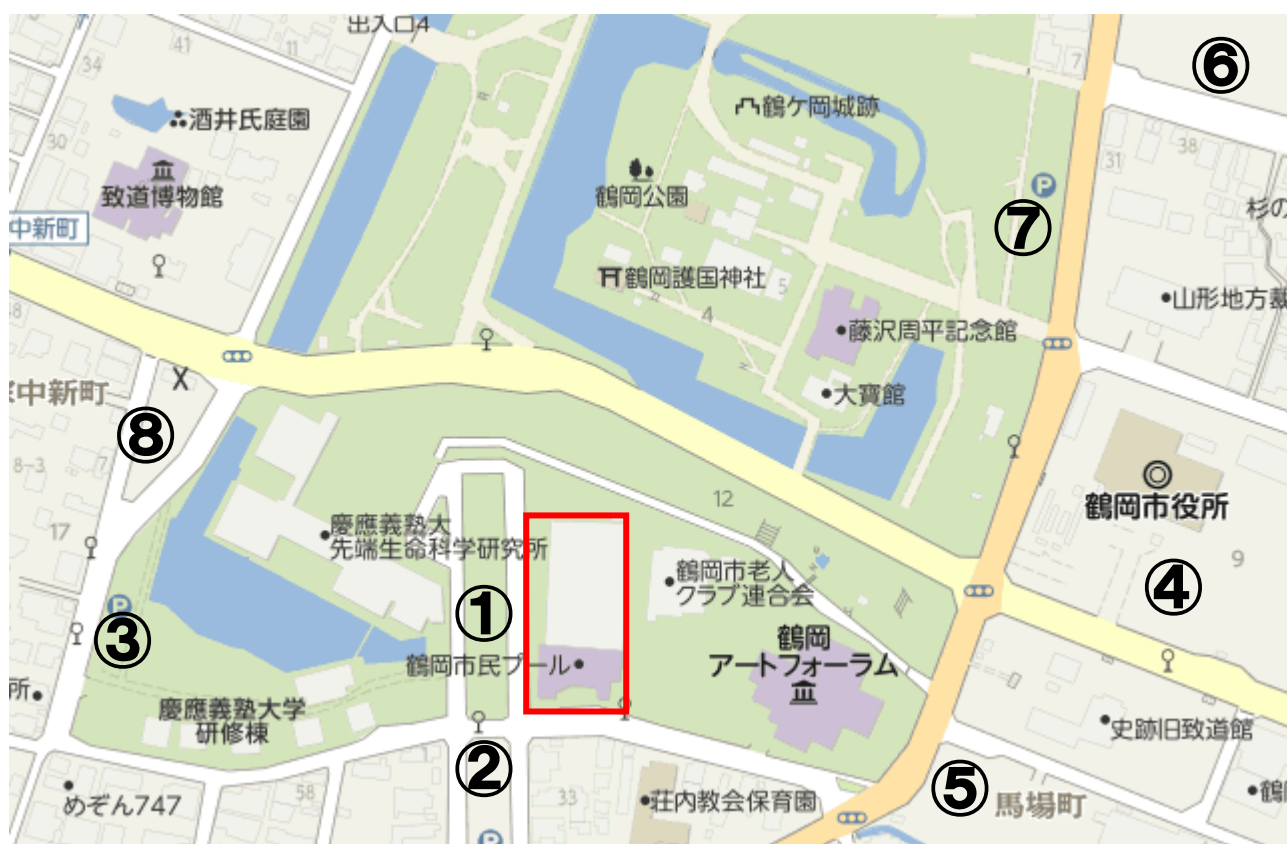 出入口4
41
11
34
⑥
酒井氏庭園
鶴ケ岡城跡
7
30
38
31
致道博物館
鶴岡公園
P
杉の
中新町
⑦
鶴岡護国神社
5
山形地方裁
4
38
藤沢周平記念館
X
家中新町
大寶館
⑧
8-3
7
12
鶴岡市役所
17
慶應義塾大
先端生命科学研究所
9
鶴岡市老人
クラブ連合会
④
P
①
③
鶴岡
アートフォーラム
鶴岡市民プール
所
慶應義塾大学
研修棟
史跡旧致道館
②
⑤
めぞん747
58
33
荘内教会保育園
馬場町
鶴
P